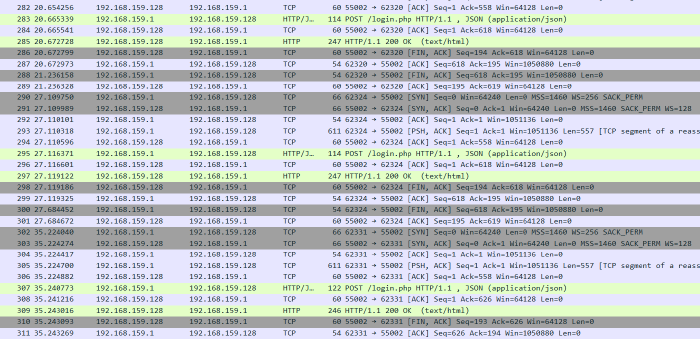 282 20.654256 192.168.159.128 192.168.159.1 TCP 60 55002 → 62320 [ACK] Seq=1 Ack=558 Win=64128 Len=0
283 20.665339 192.168.159.1 192.168.159.128 HTTP/J… 114 POST /login.php HTTP/1.1 , JSON (application/json)
284 20.665541 192.168.159.128 192.168.159.1 TCP 60 55002 → 62320 [ACK] Seq=1 Ack=618 Win=64128 Len=0
285 20.672728 192.168.159.128 192.168.159.1 HTTP 247 HTTP/1.1 200 OK (text/html)
286 20.672799 192.168.159.128 192.168.159.1 TCP 60 55002 → 62320 [FIN, ACK] Seq=194 Ack=618 Win=64128 Len=0
287 20.672973 192.168.159.1 192.168.159.128 TCP 54 62320 → 55002 [ACK] Seq=618 Ack=195 Win=1050880 Len=0
288 21.236158 192.168.159.1 192.168.159.128 TCP 54 62320 → 55002 [FIN, ACK] Seq=618 Ack=195 Win=1050880 Len=0
289 21.236328 192.168.159.128 192.168.159.1 TCP 60 55002 → 62320 [ACK] Seq=195 Ack=619 Win=64128 Len=0
290 27.109750 192.168.159.1 192.168.159.128 TCP 66 62324 → 55002 [SYN] Seq=0 Win=64240 Len=0 MSS=1460 WS=256 SACK_PERM
291 27.109989 192.168.159.128 192.168.159.1 TCP 66 55002 → 62324 [SYN, ACK] Seq=0 Ack=1 Win=64240 Len=0 MSS=1460 SACK_PERM WS=128
292 27.110101 192.168.159.1 192.168.159.128 TCP 54 62324 → 55002 [ACK] Seq=1 Ack=1 Win=1051136 Len=0
293 27.110318 192.168.159.1 192.168.159.128 TCP 611 62324 → 55002 [PSH, ACK] Seq=1 Ack=1 Win=1051136 Len=557 [TCP segment of a reass
294 27.110596 192.168.159.128 192.168.159.1 TCP 60 55002 → 62324 [ACK] Seq=1 Ack=558 Win=64128 Len=0
295 27.116371 192.168.159.1 192.168.159.128 HTTP/J… 114 POST /login.php HTTP/1.1 , JSON (application/json)
296 27.116601 192.168.159.128 192.168.159.1 TCP 60 55002 → 62324 [ACK] Seq=1 Ack=618 Win=64128 Len=0
297 27.119122 192.168.159.128 192.168.159.1 HTTP 247 HTTP/1.1 200 OK (text/html)
298 27.119186 192.168.159.128 192.168.159.1 TCP 60 55002 → 62324 [FIN, ACK] Seq=194 Ack=618 Win=64128 Len=0
299 27.119325 192.168.159.1 192.168.159.128 TCP 54 62324 → 55002 [ACK] Seq=618 Ack=195 Win=1050880 Len=0
300 27.684452 192.168.159.1 192.168.159.128 TCP 54 62324 → 55002 [FIN, ACK] Seq=618 Ack=195 Win=1050880 Len=0
301 27.684672 192.168.159.128 192.168.159.1 TCP 60 55002 → 62324 [ACK] Seq=195 Ack=619 Win=64128 Len=0
302 35.224040 192.168.159.1 192.168.159.128 TCP 66 62331 → 55002 [SYN] Seq=0 Win=64240 Len=0 MSS=1460 WS=256 SACK_PERM
303 35.224274 192.168.159.128 192.168.159.1 TCP 66 55002 → 62331 [SYN, ACK] Seq=0 Ack=1 Win=64240 Len=0 MSS=1460 SACK_PERM WS=128
304 35.224417 192.168.159.1 192.168.159.128 TCP 54 62331 → 55002 [ACK] Seq=1 Ack=1 Win=1051136 Len=0
305 35.224700 192.168.159.1 192.168.159.128 TCP 611 62331 → 55002 [PSH, ACK] Seq=1 Ack=1 Win=1051136 Len=557 [TCP segment of a reass
306 35.224882 192.168.159.128 192.168.159.1 TCP 60 55002 → 62331 [ACK] Seq=1 Ack=558 Win=64128 Len=0
307 35.240773 192.168.159.1 192.168.159.128 HTTP/J… 122 POST /login.php HTTP/1.1 , JSON (application/json)
308 35.241216 192.168.159.128 192.168.159.1 TCP 60 55002 → 62331 [ACK] Seq=1 Ack=626 Win=64128 Len=0
309 35.243016 192.168.159.128 192.168.159.1 HTTP 246 HTTP/1.1 200 OK (text/html)
310 35.243093 192.168.159.128 192.168.159.1 TCP 60 55002 → 62331 [FIN, ACK] Seq=193 Ack=626 Win=64128 Len=0
311 35.243269 192.168.159.1 192.168.159.128 TCP 54 62331 → 55002 [ACK] Seq=626 Ack=194 Win=1050880 Len=0